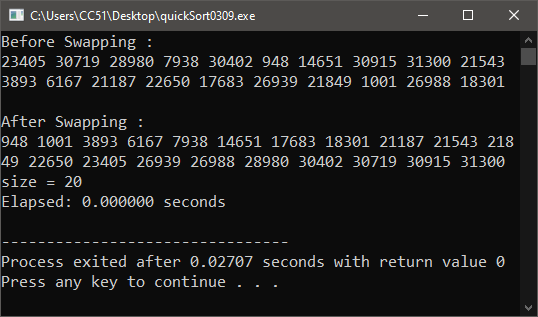 C:\Users\CC51\Desktop\quickSort0309.exe
Before Swapping :
23405 30719 28980 7938 30402 948 14651 30915 31300 21543
3893 6167 21187 22650 17683 26939 21849 1001 26988 18301
After Swapping :
948 1001 3893 6167 7938 14651 17683 18301 21187 21543 218
49 22650 23405 26939 26988 28980 30402 30719 30915 31300
size = 20
Elapsed: 0.000000 seconds
--------------------------------
Process exited after 0.02707 seconds with return value 0
Press any key to continue . . .